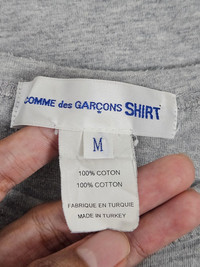 COMME des GARÇONS SHIRT
M
100% COTON
100% COTTON
FABRIQUE EN TURQUIE
MADE IN TURKEY